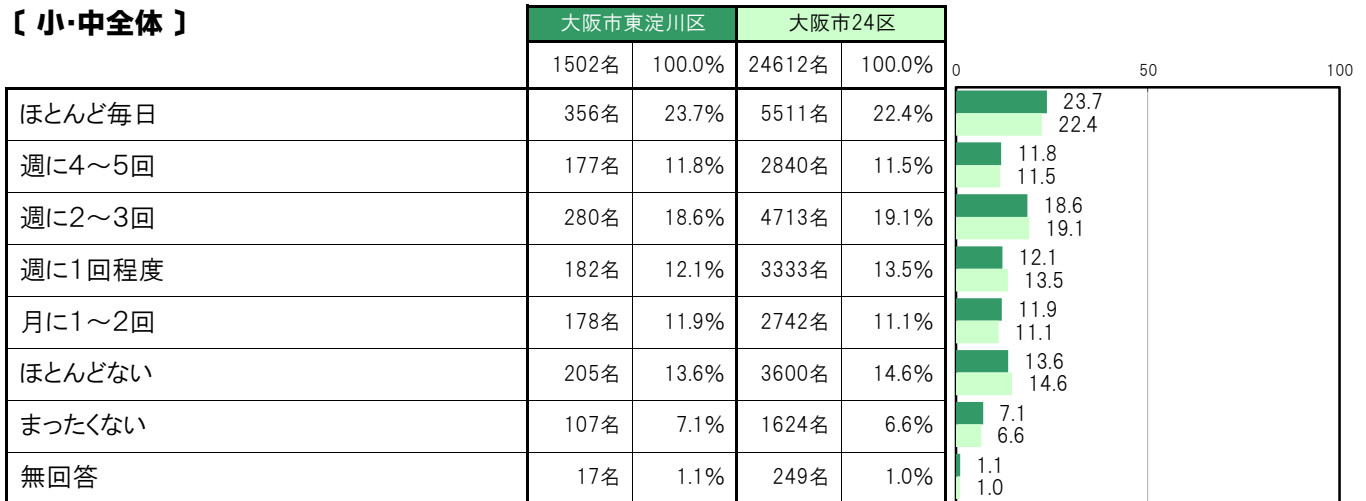 〔 小・中全体 〕
大阪市東淀川区 大阪市24区
1502名 100.0% 24612名 100.0%
0 50 100
ほとんど毎日 356名 23.7% 5511名 22.4%
23.7
22.4
週に4～5回 177名 11.8% 2840名 11.5%
11.8
11.5
週に2～3回 280名 18.6% 4713名 19.1%
18.6
19.1
週に1回程度 182名 12.1% 3333名 13.5%
12.1
13.5
月に1～2回 178名 11.9% 2742名 11.1%
11.9
11.1
ほとんどない 205名 13.6% 3600名 14.6%
13.6
14.6
まったくない 107名 7.1% 1624名 6.6%
7.1
6.6
無回答 17名 1.1% 249名 1.0%
1.1
1.0